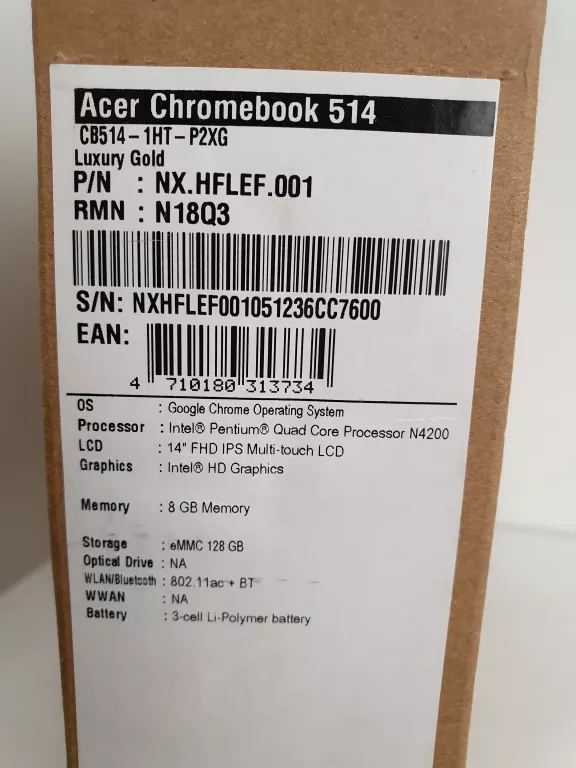 Acer Chromebook 514
CB514-1HT-P2XG
Luxury Gold
P/N : NX.HFLEF.001
RMN : N18Q3
S/N: NXHFLEF001051236CC7600
EAN:
4 710180 313734
OS : Google Chrome Operating System
Processor : Intel® Pentium® Quad Core Processor N4200
LCD : 14" FHD IPS Multi-touch LCD
Graphics : Intel® HD Graphics
Memory : 8 GB Memory
Storage : eMMC 128 GB
Optical Drive : NA
WLAN/Bluetooth : 802.11ac + BT
WWAN : NA
Battery : 3-cell Li-Polymer battery